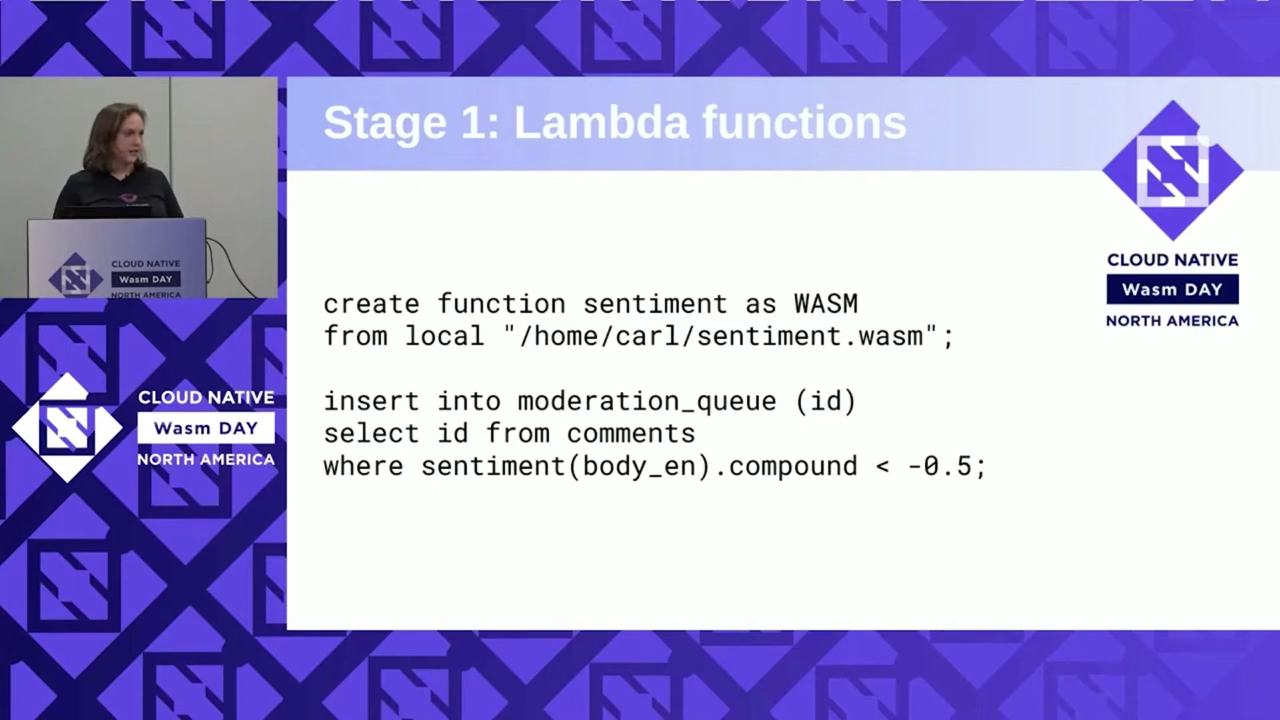 Stage 1: Lambda functions
create function sentiment as WASM
from local "/home/carl/sentiment.wasm";
insert into moderation_queue (id)
select id from comments
where sentiment(body_en).compound < -0.5;
CLOUD NATIVE
Wasm DAY
NORTH AMERICA
CLOUD NATIVE
Wasm DAY
NORTH AMERICA
CLOUD NATIVE
Wasm DAY
NORTH AMERICA